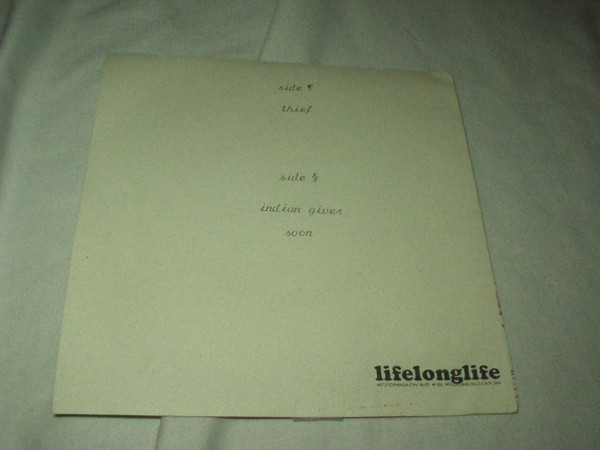 side ¶
thief
side §
indian giver
soon
lifelonglife